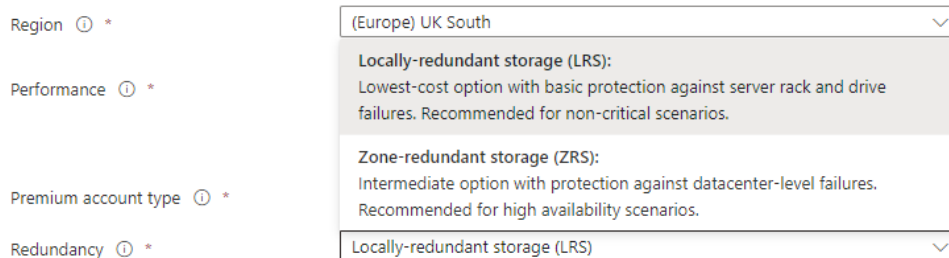 Region ⓘ *
(Europe) UK South
Locally-redundant storage (LRS):
Lowest-cost option with basic protection against server rack and drive
failures. Recommended for non-critical scenarios.
Performance ⓘ *
Zone-redundant storage (ZRS):
Intermediate option with protection against datacenter-level failures.
Recommended for high availability scenarios.
Premium account type ⓘ *
Redundancy ⓘ *
Locally-redundant storage (LRS)